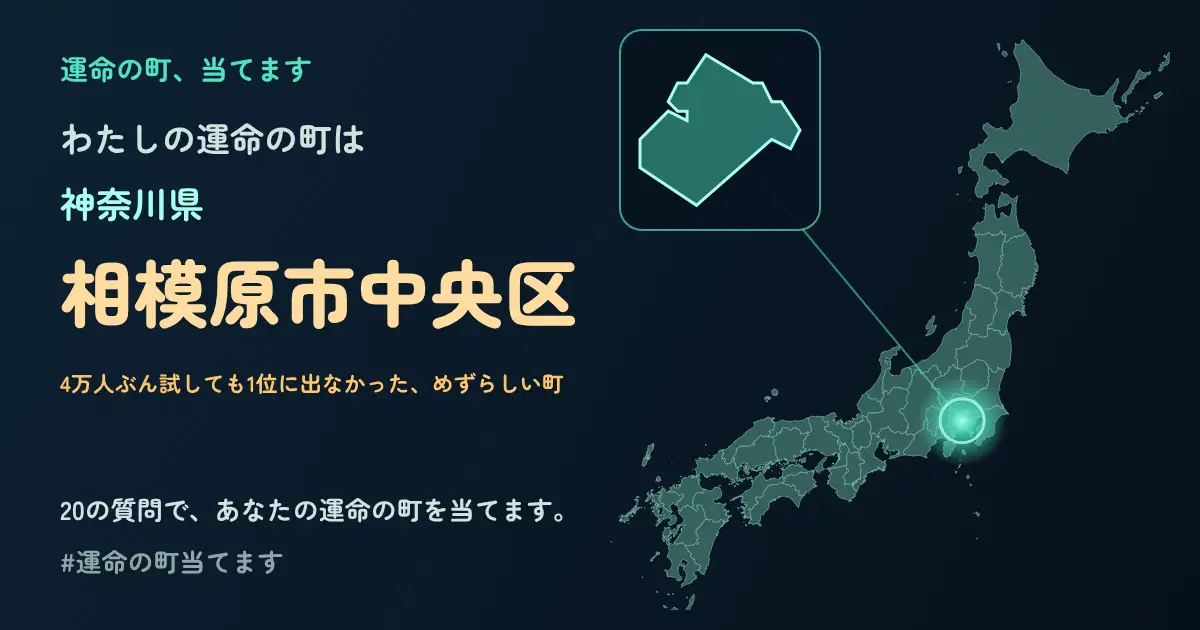 運命の町、当てます
わたしの運命の町は
神奈川県
相模原市中央区
4万人ぶん試しても1位に出なかった、めずらしい町
20の質問で、あなたの運命の町を当てます。
#運命の町当てます